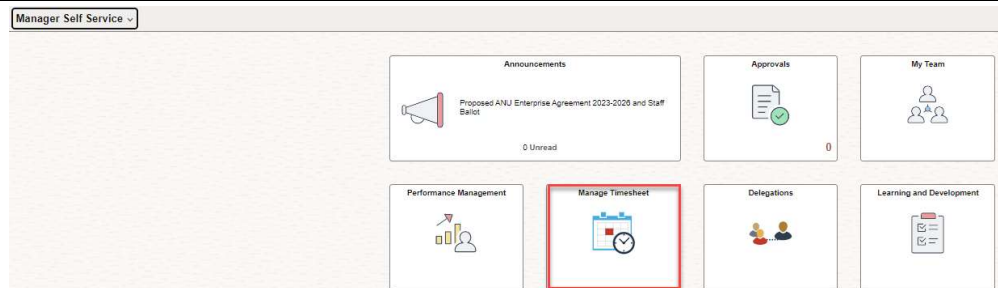 Manager Self Service
Announcements
Proposed ANU Enterprise Agreement 2023-2026 and Staff
Ballot
0 Unread
Approvals
0
My Team
Performance Management
Manage Timesheet
Delegations
Learning and Development